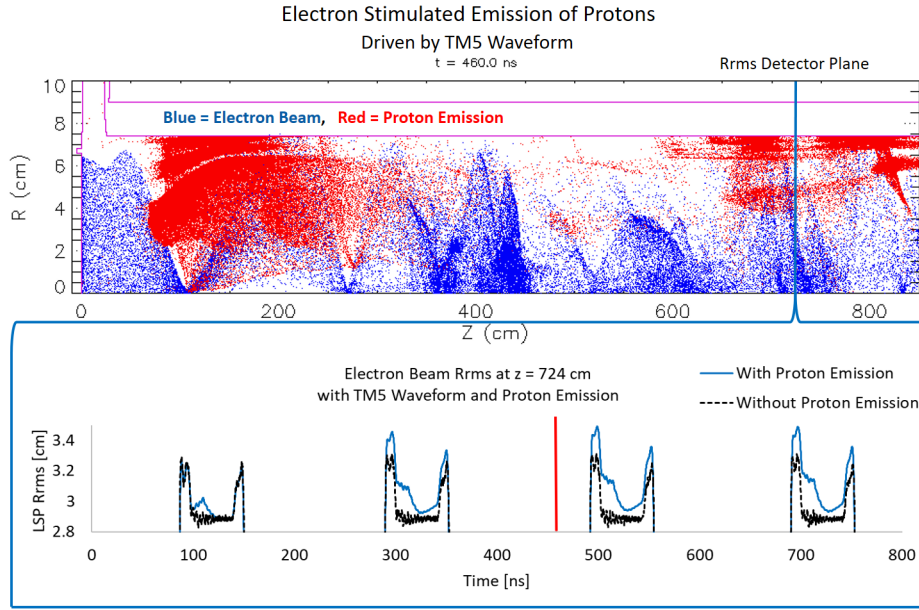 Electron Stimulated Emission of Protons
Driven by TM5 Waveform
t = 460.0 ns
Rrms Detector Plane
Blue = Electron Beam, Red = Proton Emission
R (cm)
10
8
6
4
2
0
0
200
400
600
800
Z (cm)
Electron Beam Rrms at z = 724 cm
with TM5 Waveform and Proton Emission
With Proton Emission
Without Proton Emission
LSP Rrms [cm]
3.4
3.2
3
2.8
0
100
200
300
400
500
600
700
800
Time [ns]